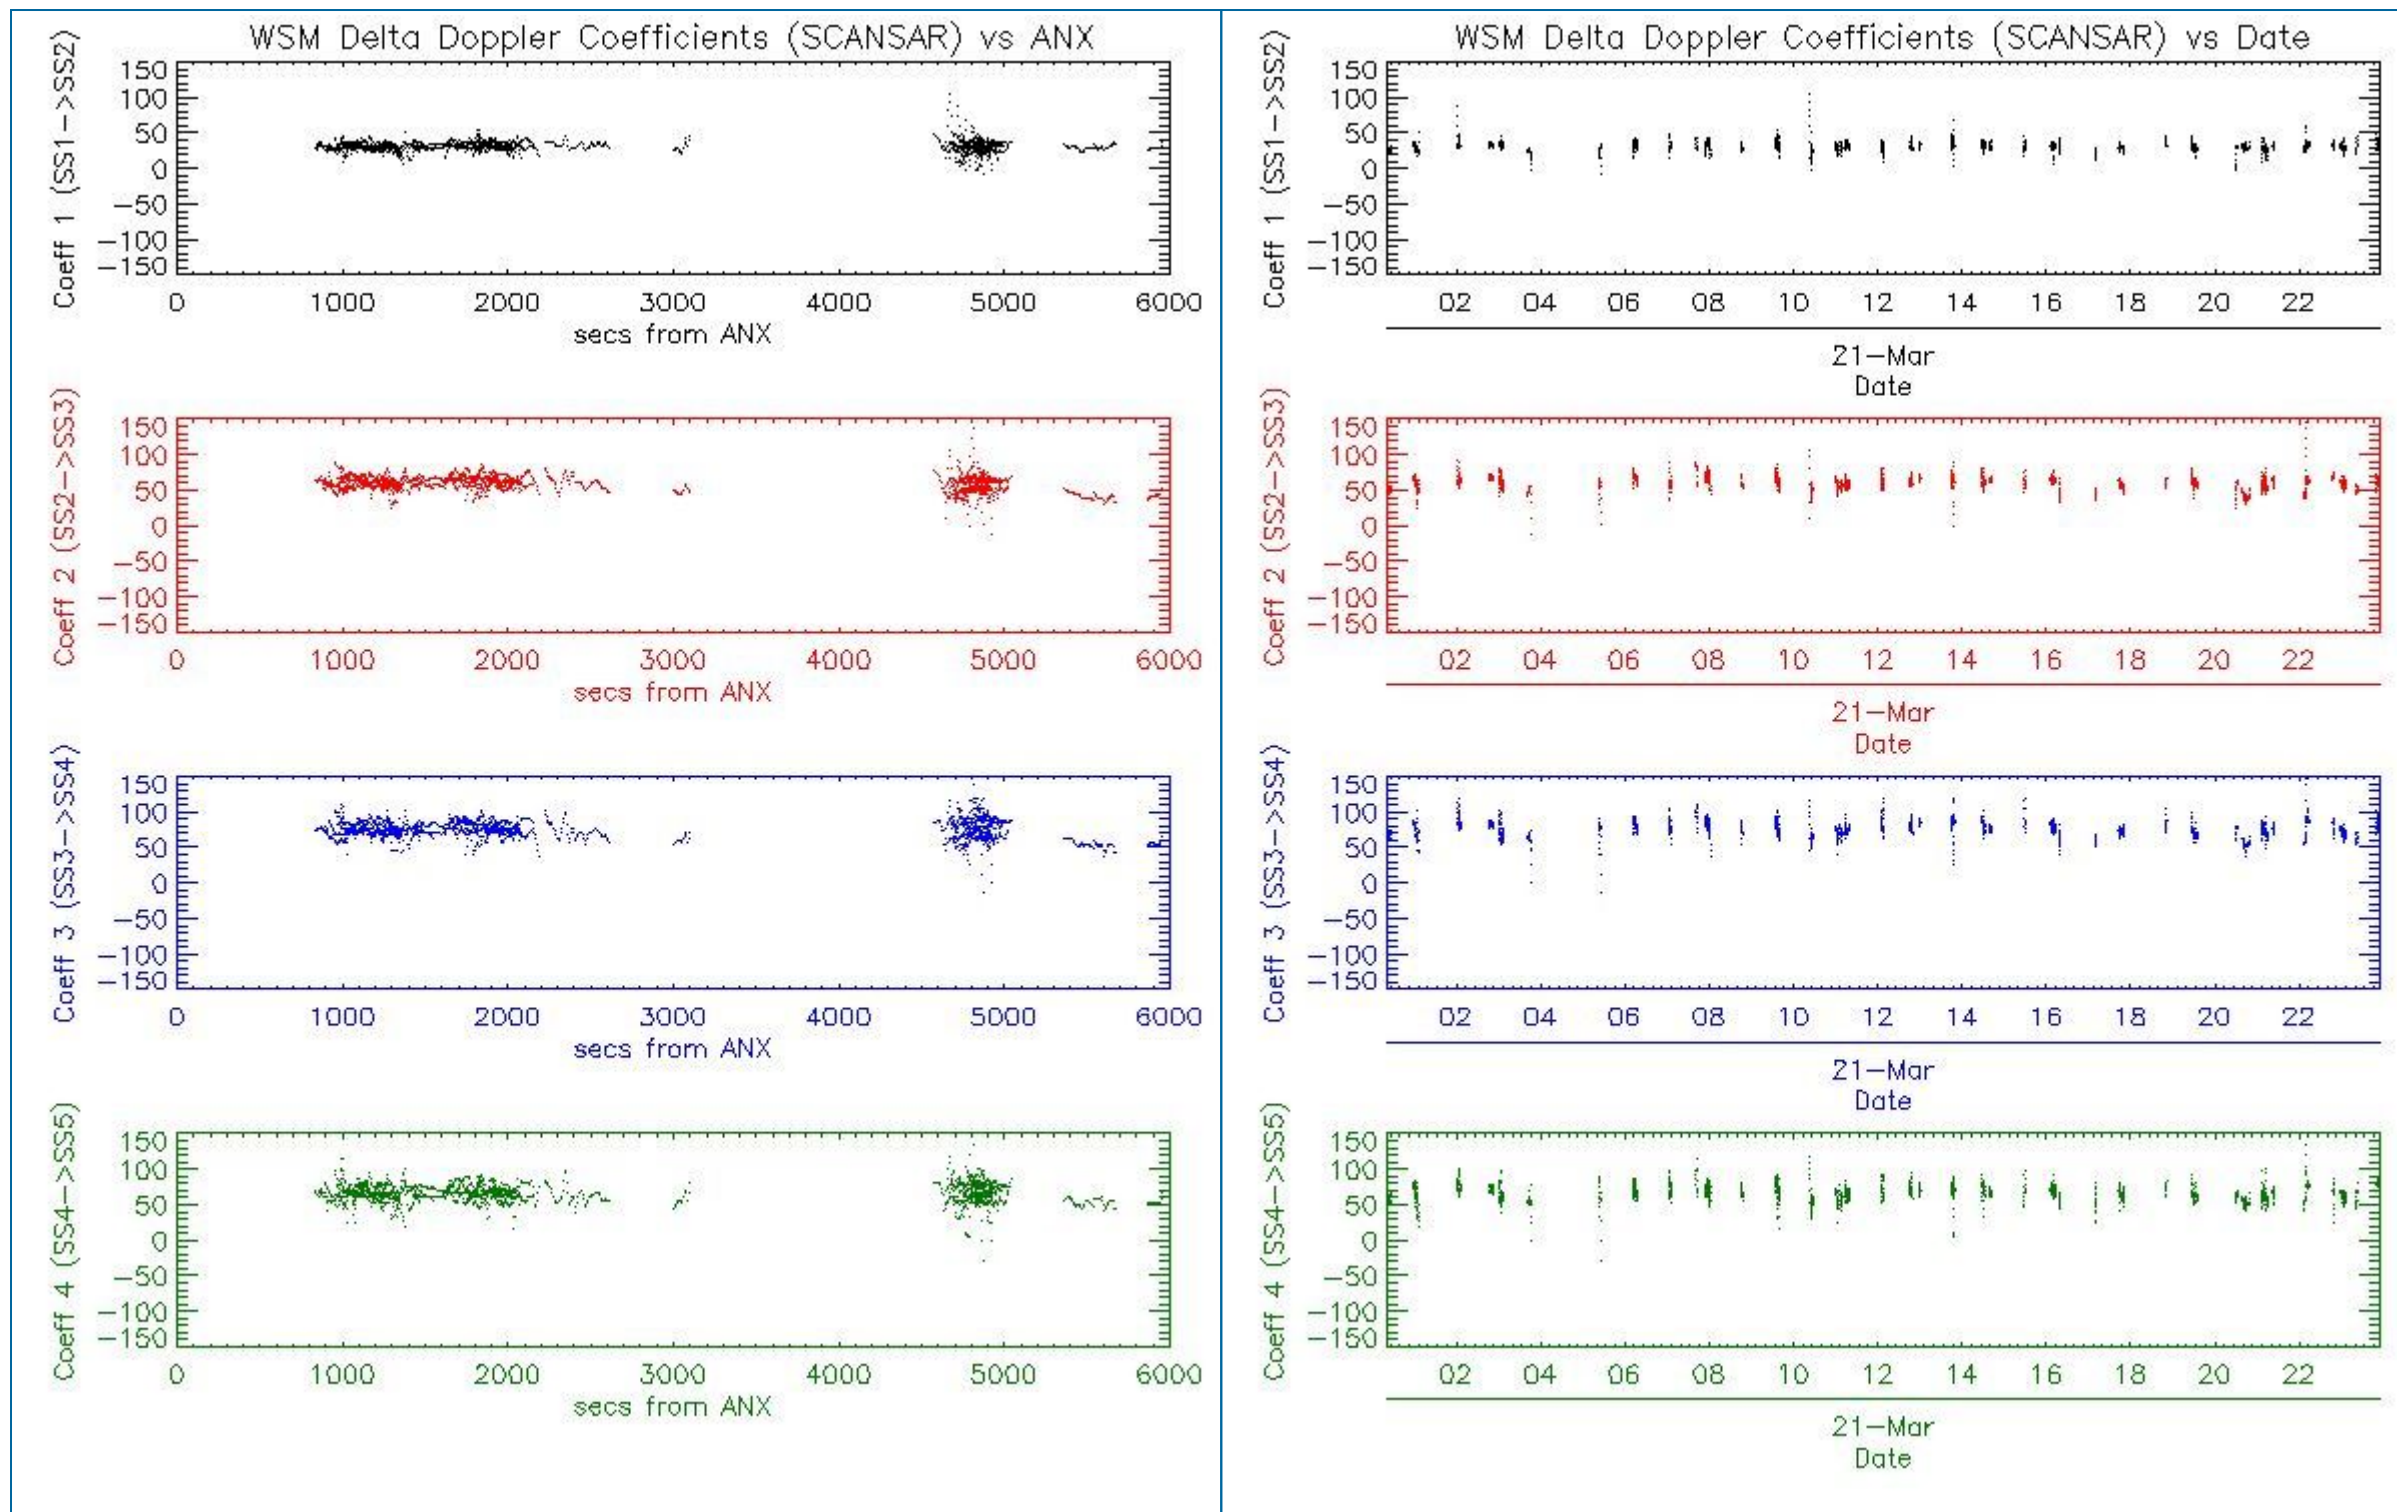 WSM Delta Doppler Coefficients (SCANSAR) vs ANX
Coeff 1 (SS1−>SS2)
150
100
50
0
−50
−100
−150
0 1000 2000 3000 4000 5000 6000
secs from ANX
Coeff 2 (SS2−>SS3)
150
100
50
0
−50
−100
−150
0 1000 2000 3000 4000 5000 6000
secs from ANX
Coeff 3 (SS3−>SS4)
150
100
50
0
−50
−100
−150
0 1000 2000 3000 4000 5000 6000
secs from ANX
Coeff 4 (SS4−>SS5)
150
100
50
0
−50
−100
−150
0 1000 2000 3000 4000 5000 6000
secs from ANX
WSM Delta Doppler Coefficients (SCANSAR) vs Date
Coeff 1 (SS1−>SS2)
150
100
50
0
−50
−100
−150
02 04 06 08 10 12 14 16 18 20 22
21−Mar
Date
Coeff 2 (SS2−>SS3)
150
100
50
0
−50
−100
−150
02 04 06 08 10 12 14 16 18 20 22
21−Mar
Date
Coeff 3 (SS3−>SS4)
150
100
50
0
−50
−100
−150
02 04 06 08 10 12 14 16 18 20 22
21−Mar
Date
Coeff 4 (SS4−>SS5)
150
100
50
0
−50
−100
−150
02 04 06 08 10 12 14 16 18 20 22
21−Mar
Date